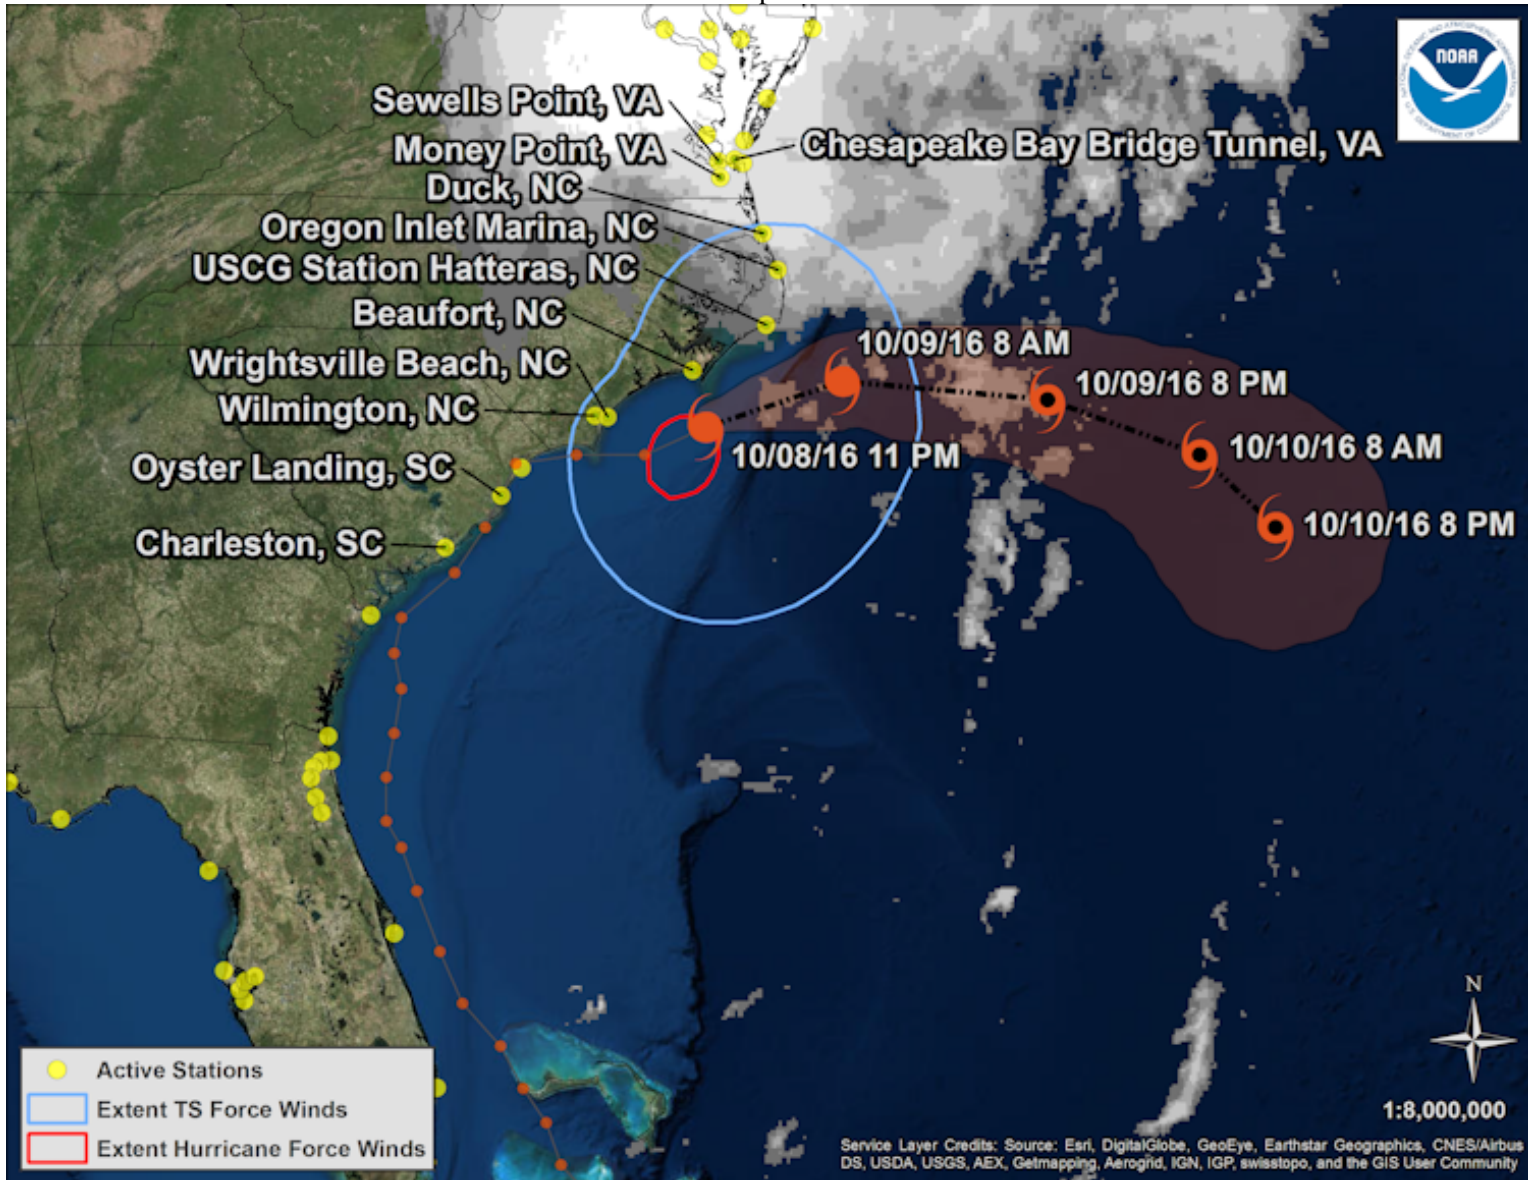 NOAA
Sewells Point, VA
Money Point, VA
Chesapeake Bay Bridge Tunnel, VA
Duck, NC
Oregon Inlet Marina, NC
USCG Station Hatteras, NC
Beaufort, NC
Wrightsville Beach, NC
Wilmington, NC
Oyster Landing, SC
Charleston, SC
10/09/16 8 AM
10/09/16 8 PM
10/08/16 11 PM
10/10/16 8 AM
10/10/16 8 PM
Active Stations
Extent TS Force Winds
Extent Hurricane Force Winds
N
1:8,000,000
Service Layer Credits: Source: Esri, DigitalGlobe, GeoEye, Earthstar Geographics, CNES/Airbus
DS, USDA, USGS, AEX, Getmapping, Aerogrid, IGN, IGP, swisstopo, and the GIS User Community